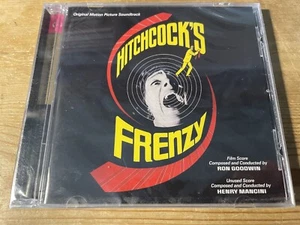 Original Motion Picture Soundtrack
HITCHCOCK'S
FRENZY
Film Score
Composed and Conducted by
RON GOODWIN
Unused Score
Composed and Conducted by
HENRY MANCINI